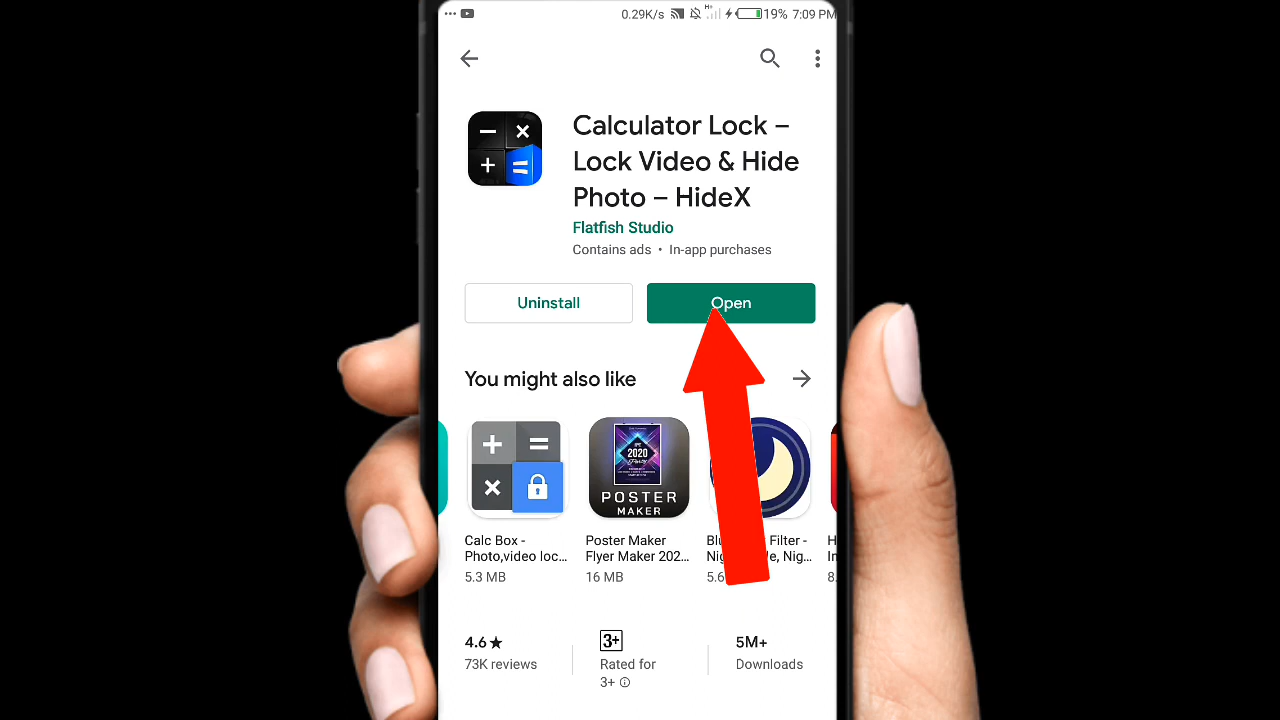 0.29K/s H+ 19% 7:09 PM
Calculator Lock –
Lock Video & Hide
Photo – HideX
Flatfish Studio
Contains ads • In-app purchases
Uninstall Open
You might also like
2020
POSTER
MAKER
Calc Box -
Photo,video loc...
5.3 MB
Poster Maker
Flyer Maker 202...
16 MB
Filter -
Nig...
4.6★
73K reviews
3+
Rated for
3+
5M+
Downloads